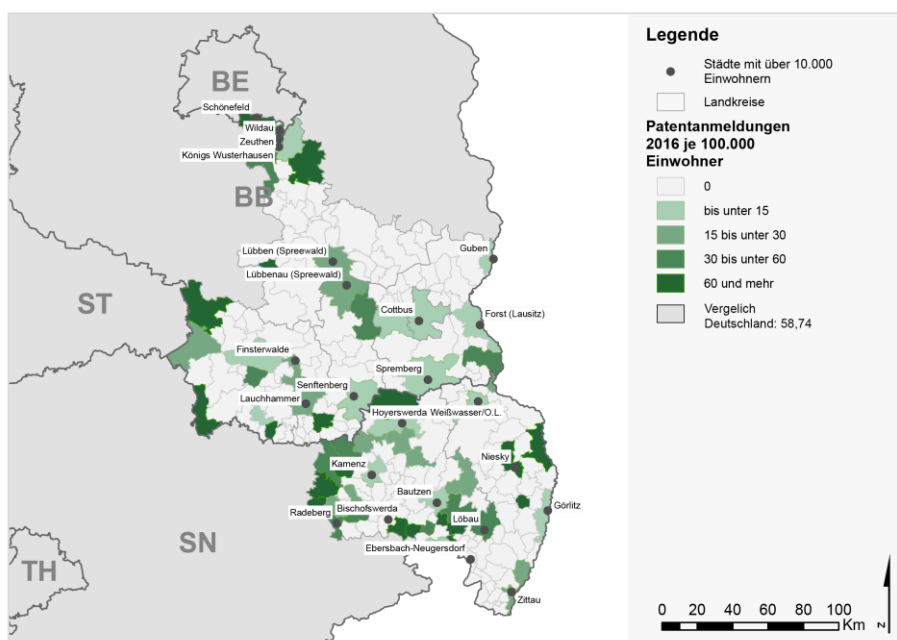 BE
Schönefeld
Wildau
Zeuthen
Königs Wusterhausen
BB
Lübben (Spreewald)
Guben
Lübbenau (Spreewald)
ST
Cottbus
Forst (Lausitz)
Finsterwalde
Spremberg
Senftenberg
Lauchhammer
Hoyerswerda
Weißwasser/O.L.
Niesky
Kamenz
Bautzen
Görlitz
Radeberg
Bischofswerda
Löbau
SN
Ebersbach-Neugersdorf
TH
Zittau
Legende
Städte mit über 10.000
Einwohnern
Landkreise
Patentanmeldungen
2016 je 100.000
Einwohner
0
bis unter 15
15 bis unter 30
30 bis unter 60
60 und mehr
Vergelich
Deutschland: 58,74
0 20 40 60 80 100
Km
N